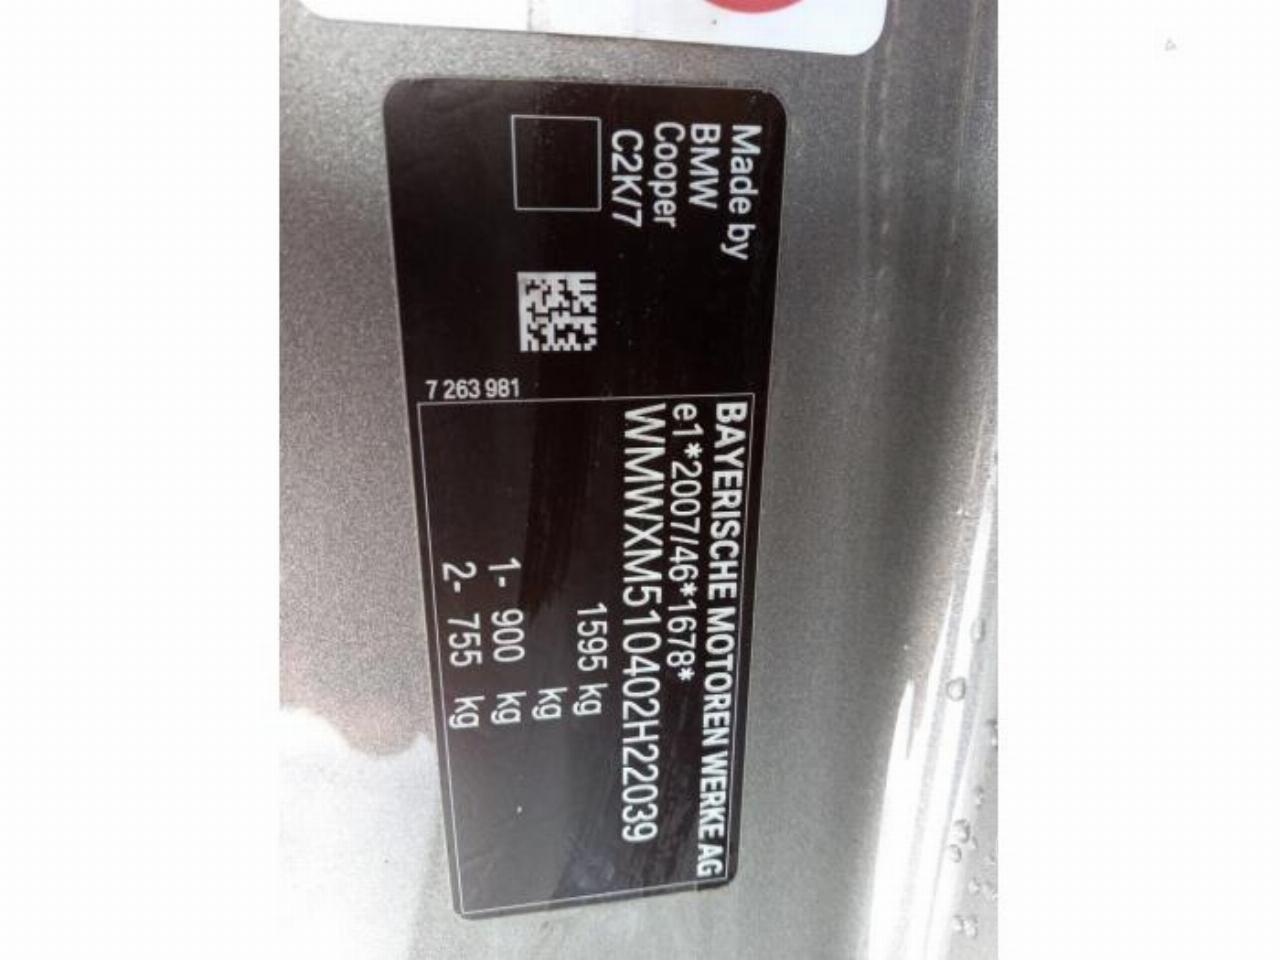 Made by
BMW
Cooper
C2K/7
7 263 981
BAYERISCHE MOTOREN WERKE AG
e1*2007/46*1678*
WMWXM510402H22039
1595 kg
kg
1- 900 kg
2- 755 kg